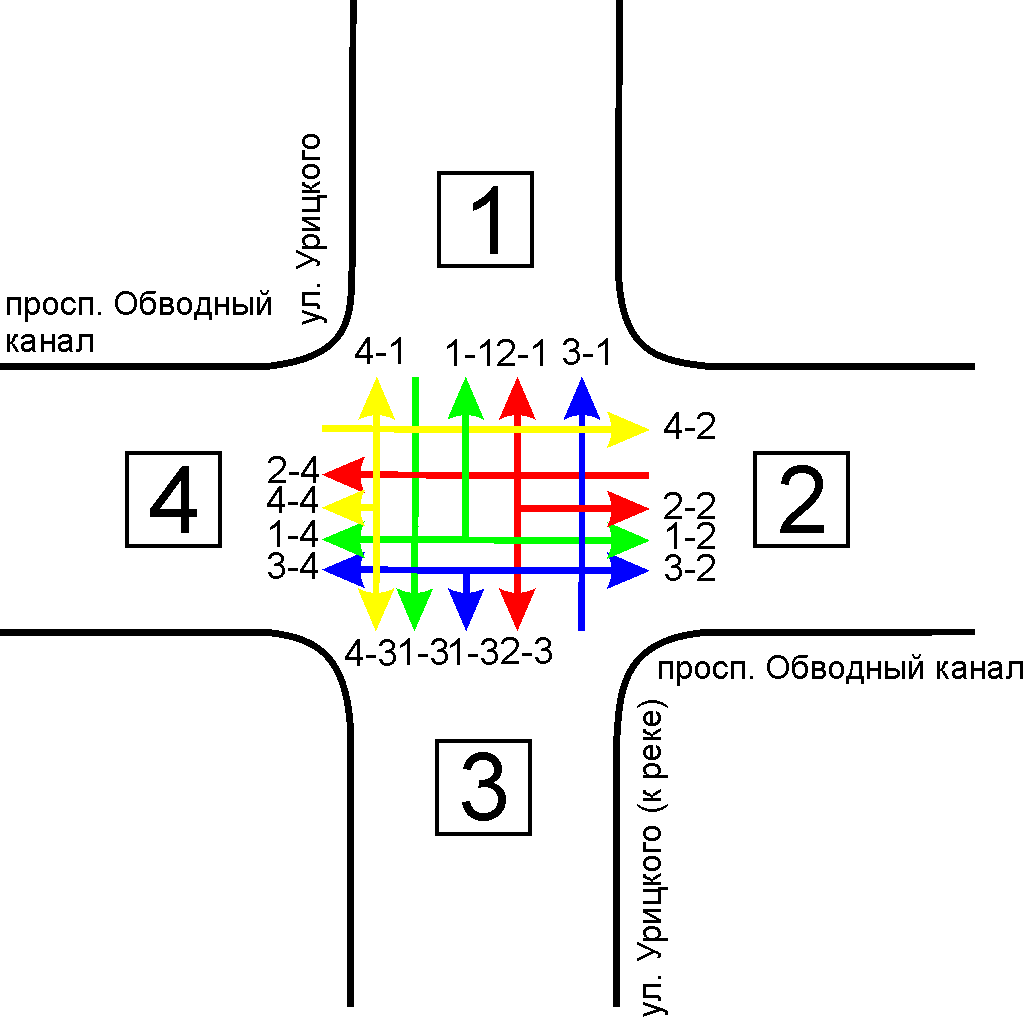 ул. Урицкого
1
просп. Обводный
канал
4-1 1-12-1 3-1
4-2
2-4
4-4 2-2
1-4 1-2
3-4 3-2
4
2
4-31-31-32-3
просп. Обводный канал
ул. Урицкого (к реке)
3